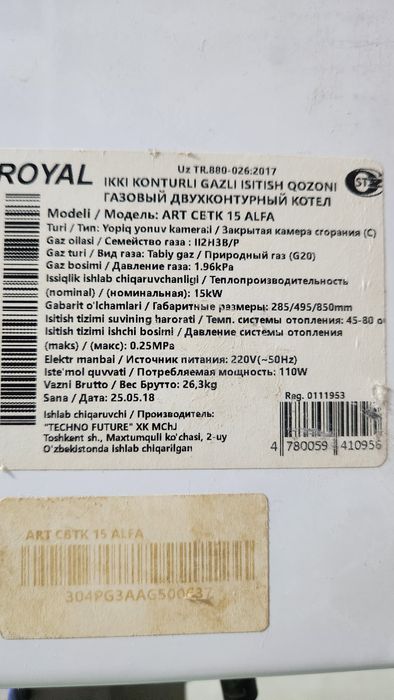 ROYAL
Uz TR.880-026:2017
IKKI KONTURLI GAZLI ISITISH QOZONI
ГАЗОВЫЙ ДВУХКОНТУРНЫЙ КОТЕЛ
Modeli / Модель: ART CETK 15 ALFA
Turi / Тип: Yopiq yonuv kamerali / Закрытая камера сгорания (C)
Gaz oilasi / Семейство газа : II2H3B/P
Gaz turi / Вид газа: Tabiy gaz / Природный газ (G20)
Gaz bosimi / Давление газа: 1.96kPa
Issiqlik ishlab chiqaruvchanligi / Теплопроизводительность
(nominal) / (номинальная): 15kW
Gabarit o'lchamlari / Габаритные размеры: 285/495/850mm
Isitish tizimi suvining harorati / Темп. системы отопления: 45-80
Isitish tizimi ishchi bosimi / Давление системы отопления
(maks) / (макс): 0.25MPa
Elektr manbai / Источник питания: 220V(~50Hz)
Iste'mol quvvati / Потребляемая мощность: 110W
Vazni Brutto / Вес Брутто: 26,3kg
Sana / Дата: 25.05.18
Reg. 0111953
Ishlab chiqaruvchi / Производитель:
"TECHNO FUTURE" XK MChJ
Toshkent sh., Maxtumquli ko'chasi, 2-uy
O'zbekistonda ishlab chiqarilgan
4 780059 410956
ART CBTK 15 ALFA
304PG3AAG500637